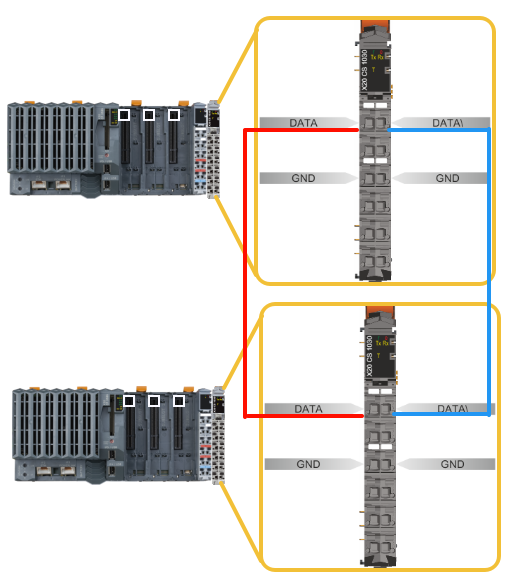 Tx Rx
T
X20 CS 1030
DATA
DATA\
GND
GND
Tx Rx
T
X20 CS 1030
DATA
DATA\
GND
GND